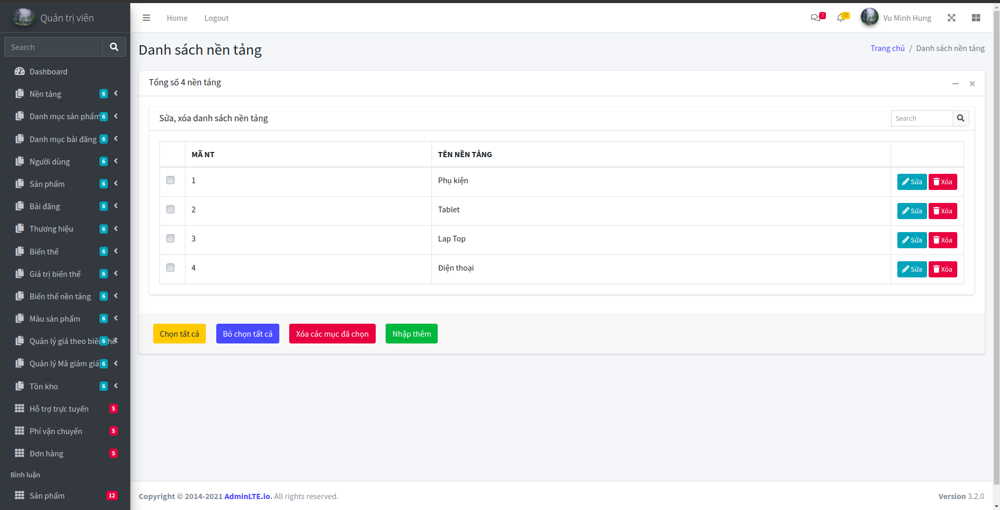 Quản trị viên
Home
Logout
3
15
Vu Minh Hung
Search
Dashboard
Nền tảng 6
Danh mục sản phẩm 6
Danh mục bài đăng 6
Người dùng 6
Sản phẩm 6
Bài đăng 6
Thương hiệu 6
Biến thể 6
Giá trị biến thể 6
Biến thể nền tảng 6
Màu sản phẩm 6
Quản lý giá theo biến thể 6
Quản lý Mã giảm giá 6
Tồn kho 6
Hỗ trợ trực tuyến 5
Phí vận chuyển 5
Đơn hàng 5
Bình luận
Sản phẩm 12
Danh sách nền tảng
Trang chủ / Danh sách nền tảng
Tổng số 4 nền tảng
Sửa, xóa danh sách nền tảng
Search
MÃ NT TÊN NỀN TẢNG
1 Phụ kiện Sửa Xóa
2 Tablet Sửa Xóa
3 Lap Top Sửa Xóa
4 Điện thoại Sửa Xóa
Chọn tất cả
Bỏ chọn tất cả
Xóa các mục đã chọn
Nhập thêm
Copyright © 2014-2021 AdminLTE.io. All rights reserved.
Version 3.2.0